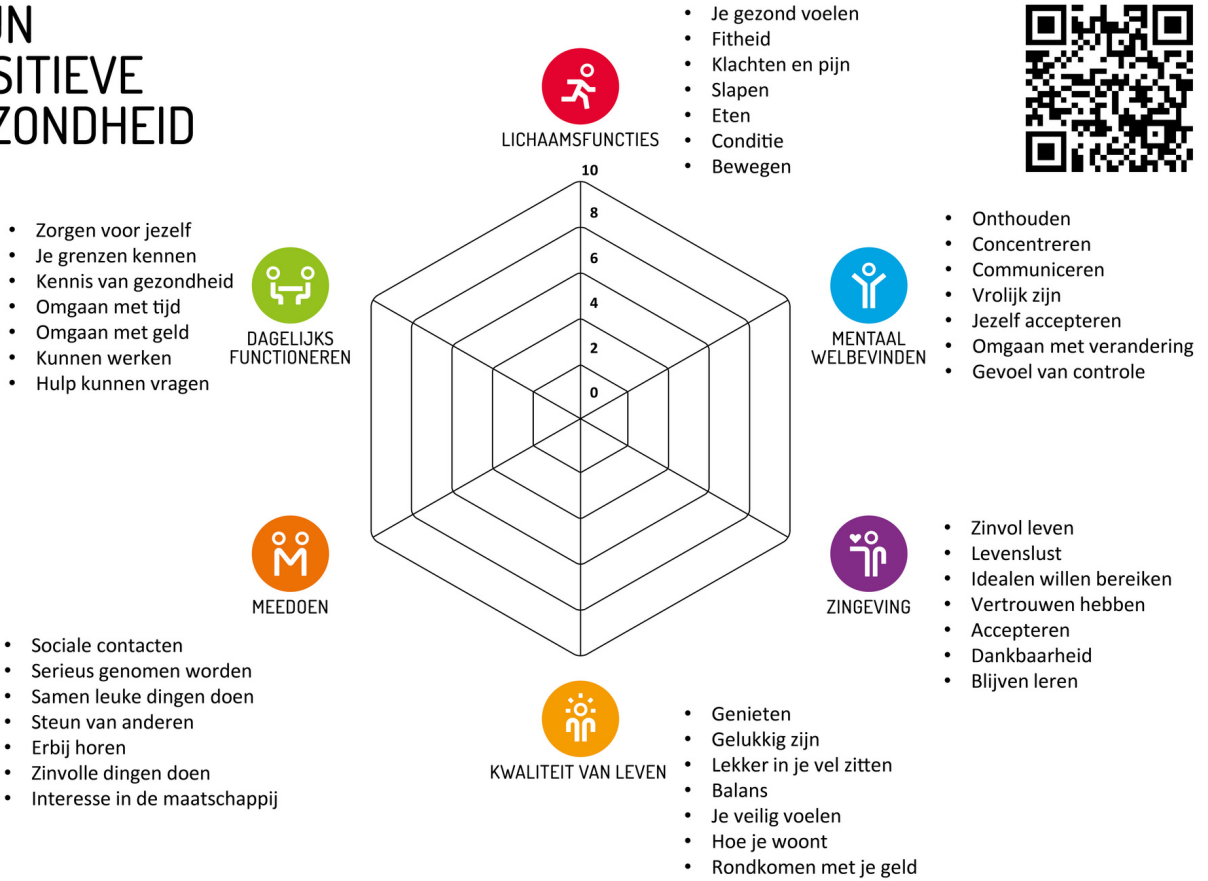 SITIEVE
ZONDHEID
LICHAAMSFUNCTIES
• Je gezond voelen
• Fitheid
• Klachten en pijn
• Slapen
• Eten
• Conditie
• Bewegen
10
8
6
4
2
0
• Zorgen voor jezelf
• Je grenzen kennen
• Kennis van gezondheid
• Omgaan met tijd
• Omgaan met geld
• Kunnen werken
• Hulp kunnen vragen
DAGELIJKS
FUNCTIONEREN
MENTAAL
WELBEVINDEN
• Onthouden
• Concentreren
• Communiceren
• Vrolijk zijn
• Jezelf accepteren
• Omgaan met verandering
• Gevoel van controle
MEEDOEN
• Sociale contacten
• Serieus genomen worden
• Samen leuke dingen doen
• Steun van anderen
• Erbij horen
• Zinvolle dingen doen
• Interesse in de maatschappij
ZINGEVING
• Zinvol leven
• Levenslust
• Idealen willen bereiken
• Vertrouwen hebben
• Accepteren
• Dankbaarheid
• Blijven leren
KWALITEIT VAN LEVEN
• Genieten
• Gelukkig zijn
• Lekker in je vel zitten
• Balans
• Je veilig voelen
• Hoe je woont
• Rondkomen met je geld